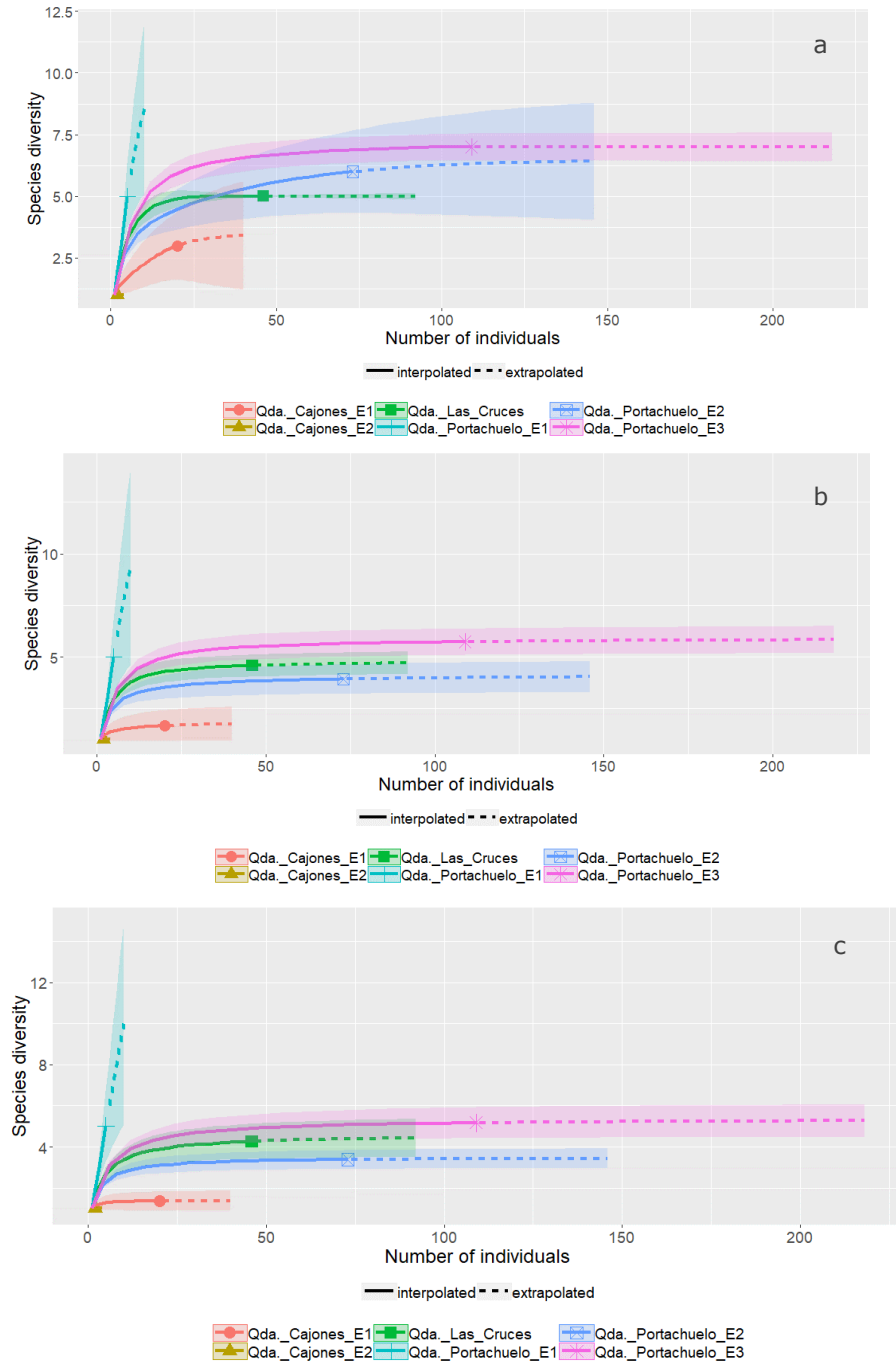 a
12.5
10.0
7.5
5.0
2.5
Species diversity
0 50 100 150 200
Number of individuals
interpolated extrapolated
Qda._Cajones_E1 Qda._Las_Cruces Qda._Portachuelo_E2
Qda._Cajones_E2 Qda._Portachuelo_E1 Qda._Portachuelo_E3
b
10
5
Species diversity
0 50 100 150 200
Number of individuals
interpolated extrapolated
Qda._Cajones_E1 Qda._Las_Cruces Qda._Portachuelo_E2
Qda._Cajones_E2 Qda._Portachuelo_E1 Qda._Portachuelo_E3
c
12
8
4
Species diversity
0 50 100 150 200
Number of individuals
interpolated extrapolated
Qda._Cajones_E1 Qda._Las_Cruces Qda._Portachuelo_E2
Qda._Cajones_E2 Qda._Portachuelo_E1 Qda._Portachuelo_E3